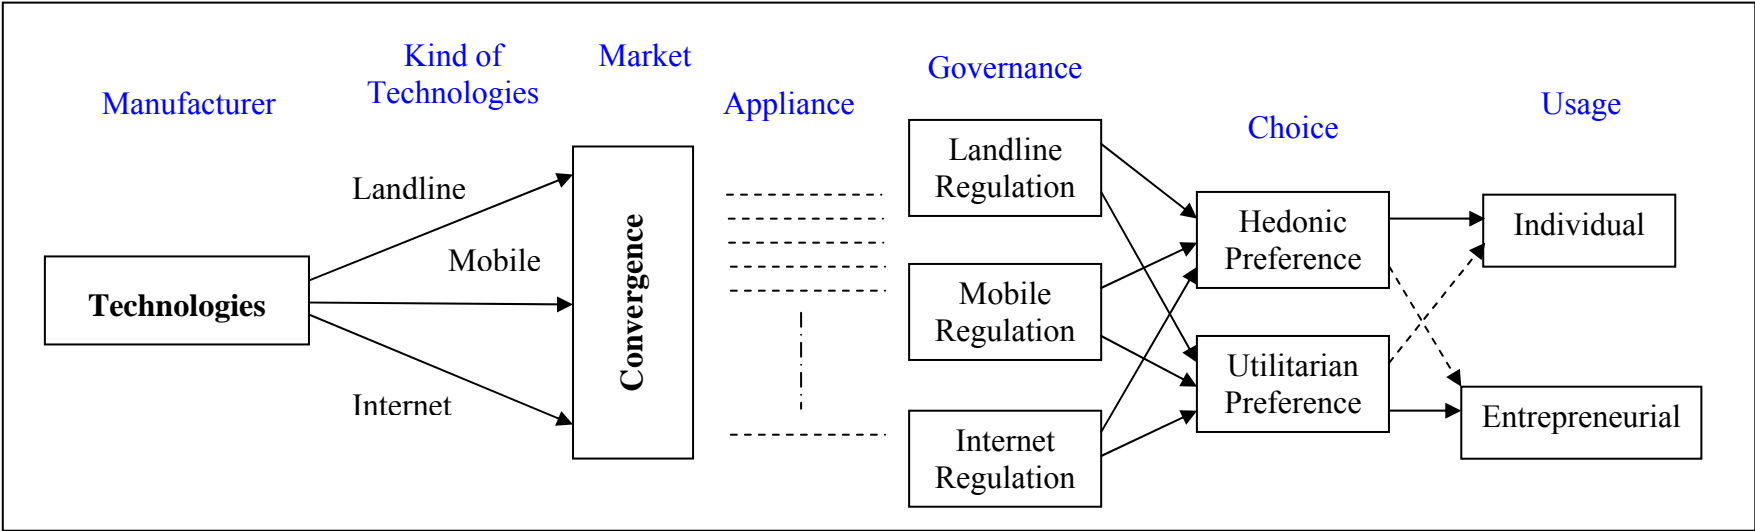 Manufacturer
Kind of
Technologies
Market
Appliance
Governance
Choice
Usage
Technologies
Landline
Mobile
Internet
Convergence
Landline
Regulation
Mobile
Regulation
Internet
Regulation
Hedonic
Preference
Utilitarian
Preference
Individual
Entrepreneurial